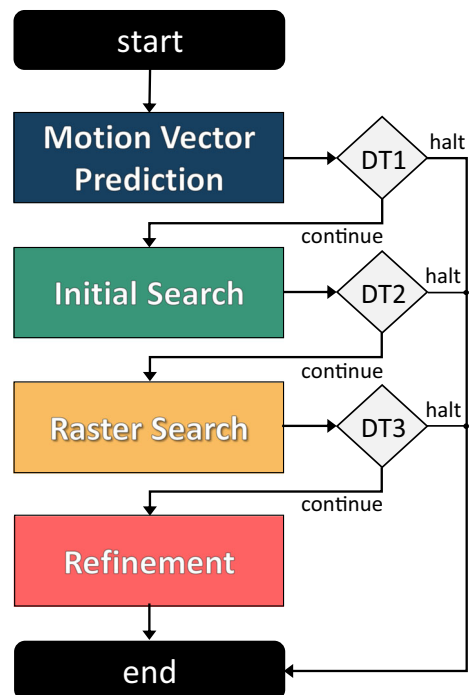 start
Motion Vector
Prediction
DT1
halt
continue
Initial Search
DT2
halt
continue
Raster Search
DT3
halt
continue
Refinement
end